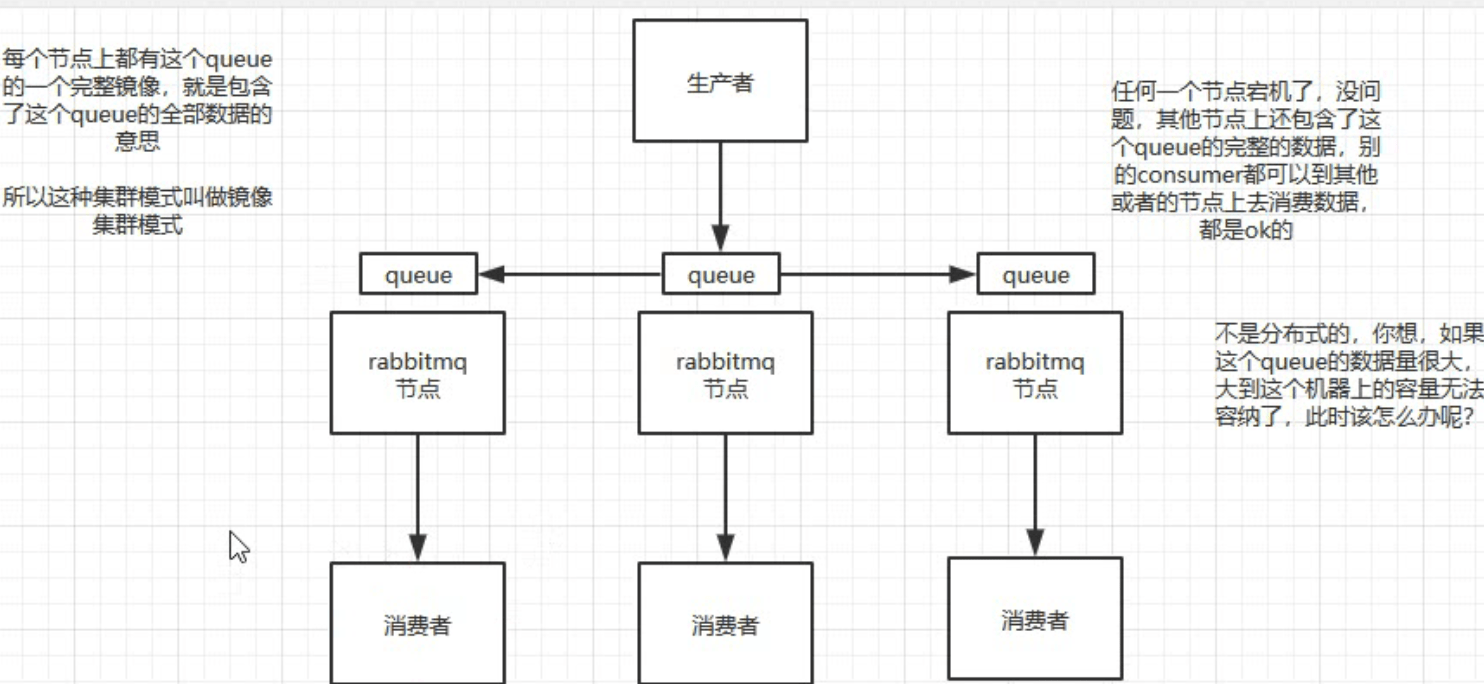 每个节点上都有这个queue
的一个完整镜像，就是包含
了这个queue的全部数据的
意思
所以这种集群模式叫做镜像
集群模式
生产者
任何一个节点宕机了，没问
题，其他节点上还包含了这
个queue的完整的数据，别
的consumer都可以到其他
或者的节点上去消费数据，
都是ok的
queue
queue
queue
rabbitmq
节点
rabbitmq
节点
rabbitmq
节点
不是分布式的，你想，如果
这个queue的数据量很大，
大到这个机器上的容量无法
容纳了，此时该怎么办呢？
消费者
消费者
消费者